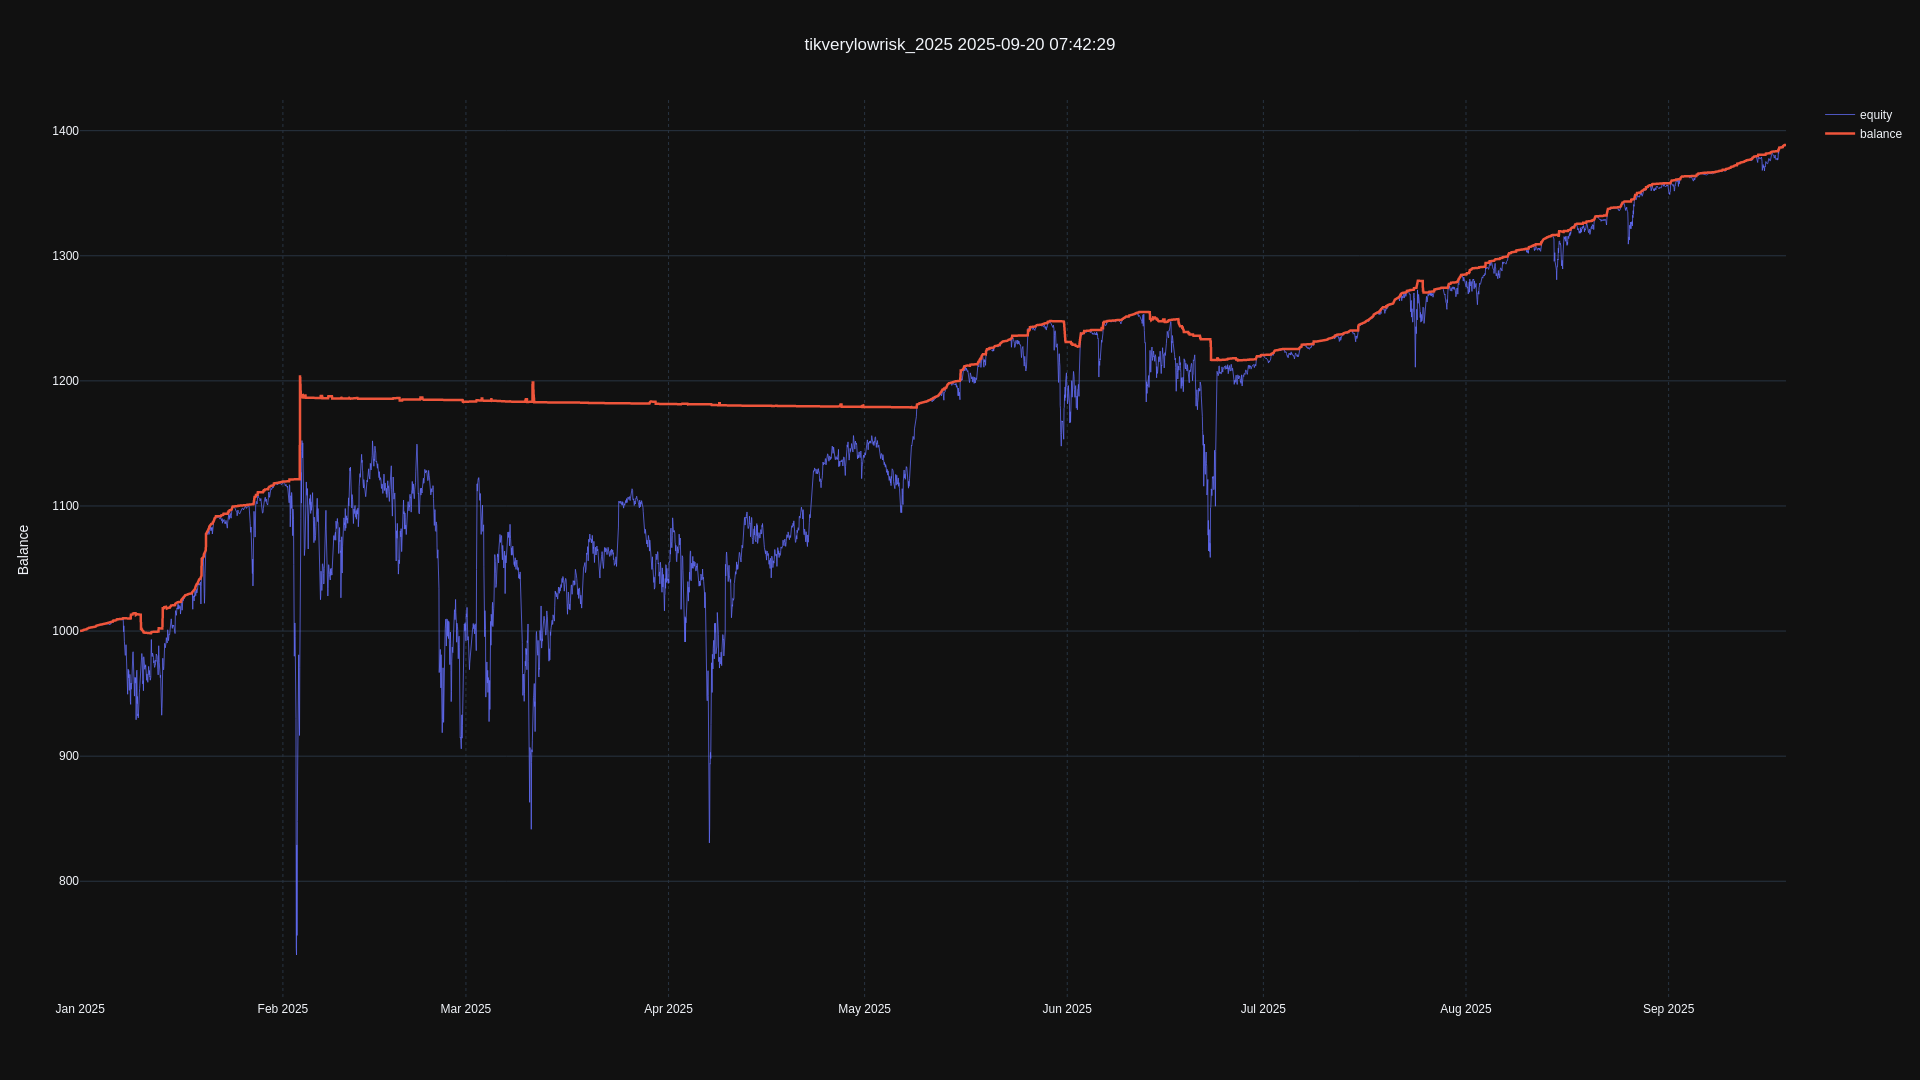 tikverylowrisk_2025 2025-09-20 07:42:29
equity
balance
Balance
1400
1300
1200
1100
1000
900
800
Jan 2025
Feb 2025
Mar 2025
Apr 2025
May 2025
Jun 2025
Jul 2025
Aug 2025
Sep 2025